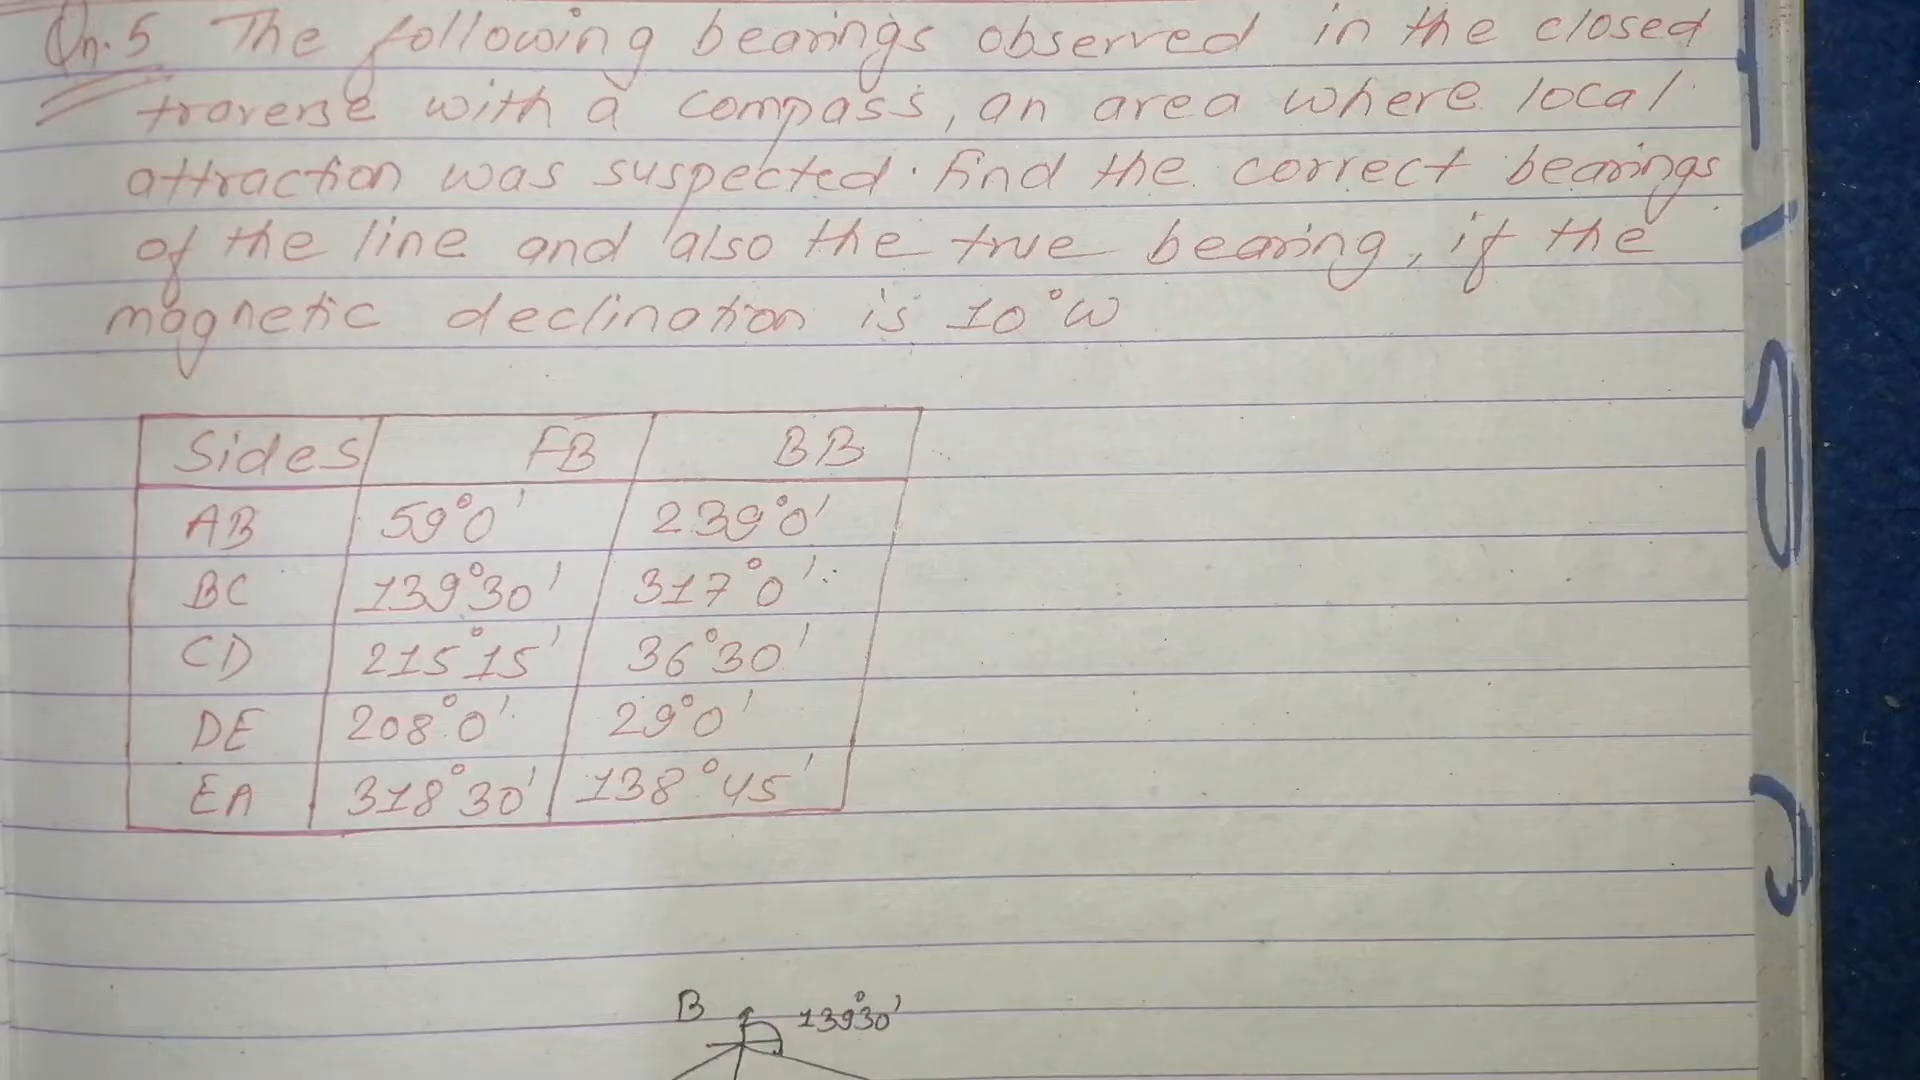 Qn.5 The following bearings observed in the closed
traverse with a compass, an area where local
attraction was suspected. find the correct bearings
of the line and also the true bearing, if the
magnetic declination is 10°W
Sides FB BB
AB 59°0' 239°0'
BC 139°30' 317°0'
CD 215°15' 36°30'
DE 208°0' 29°0'
EA 318°30' 138°45'
B 139°30'